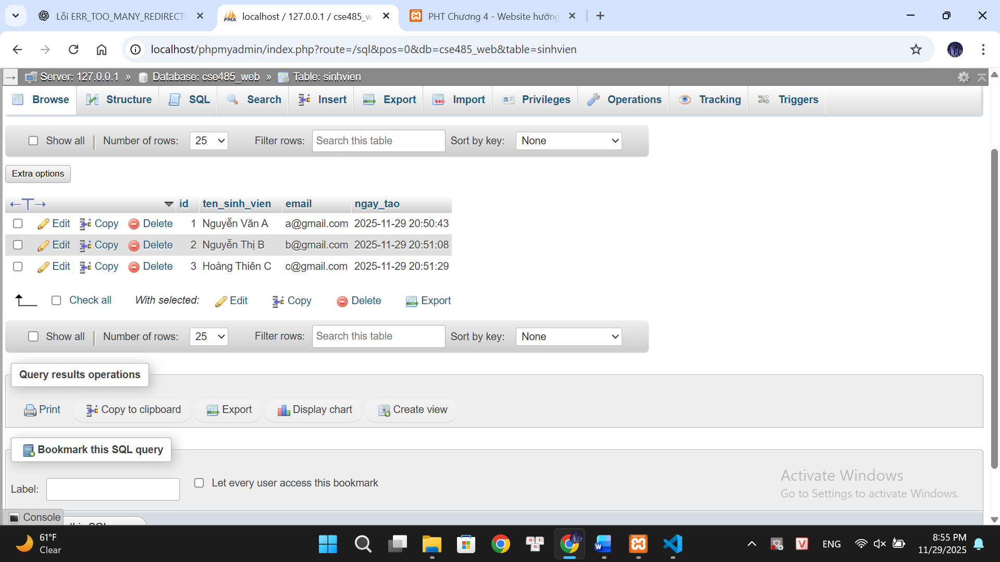 Lỗi ERR_TOO_MANY_REDIRECTS
localhost / 127.0.0.1 / cse485_w
PHT Chương 4 - Website hướng
localhost/phpmyadmin/index.php?route=/sql&pos=0&db=cse485_web&table=sinhvien
Server: 127.0.0.1 » Database: cse485_web » Table: sinhvien
Browse Structure SQL Search Insert Export Import Privileges Operations Tracking Triggers
Show all Number of rows: 25 Filter rows: Search this table Sort by key: None
Extra options
id ten_sinh_vien email ngay_tao
Edit Copy Delete 1 Nguyễn Văn A a@gmail.com 2025-11-29 20:50:43
Edit Copy Delete 2 Nguyễn Thị B b@gmail.com 2025-11-29 20:51:08
Edit Copy Delete 3 Hoàng Thiên C c@gmail.com 2025-11-29 20:51:29
Check all With selected: Edit Copy Delete Export
Show all Number of rows: 25 Filter rows: Search this table Sort by key: None
Query results operations
Print Copy to clipboard Export Display chart Create view
Bookmark this SQL query
Label: Let every user access this bookmark
Activate Windows
Go to Settings to activate Windows.
Console
61°F
Clear
ENG
8:55 PM
11/29/2025